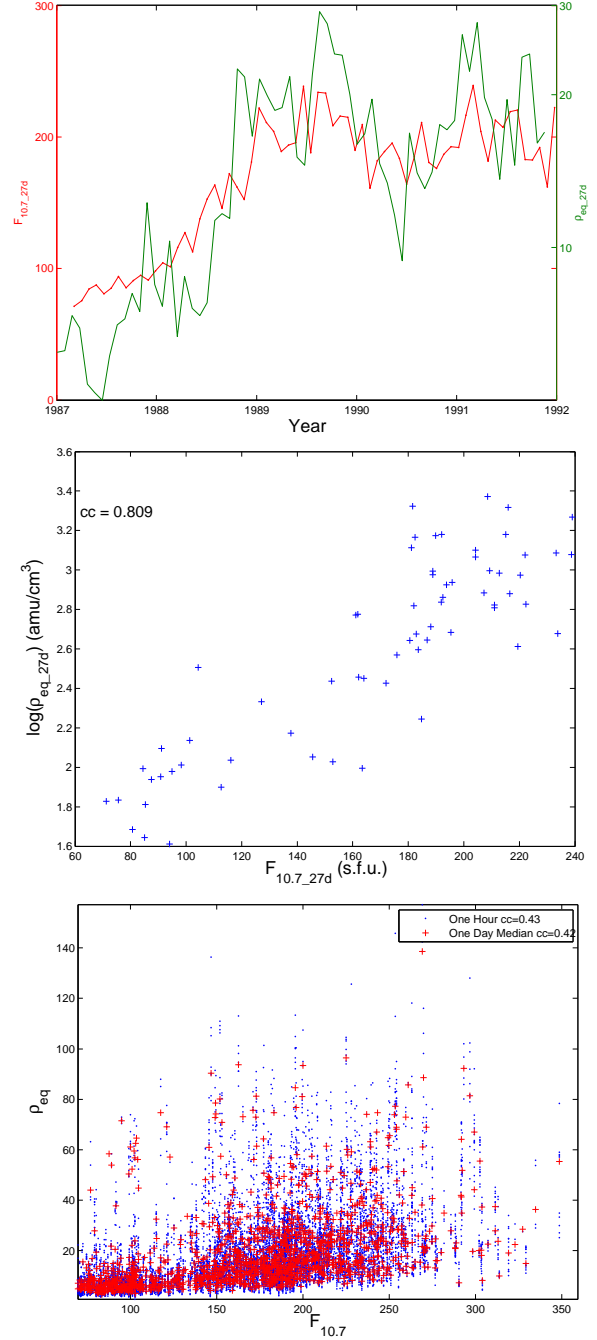 300
200
100
0
F10.7_27d
30
20
10
ρeq_27d
1987 1988 1989 1990 1991 1992
Year
3.6
3.4
3.2
3
2.8
2.6
2.4
2.2
2
1.8
1.6
log(ρeq_27d) (amu/cm3)
cc = 0.809
60 80 100 120 140 160 180 200 220 240
F10.7_27d (s.f.u.)
140
120
100
80
60
40
20
ρeq
One Hour cc=0.43
One Day Median cc=0.42
100 150 200 250 300 350
F10.7